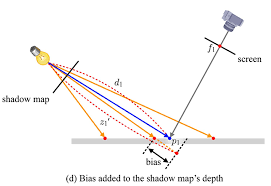 f₁
screen
d₁
shadow map
z₁'
p₁
bias
(d) Bias added to the shadow map's depth